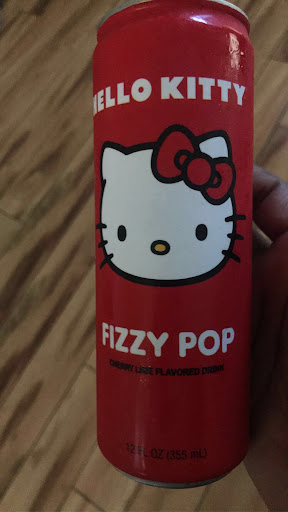 HELLO KITTY
FIZZY POP
CHERRY LIME FLAVORED DRINK
12 FL OZ (355 mL)